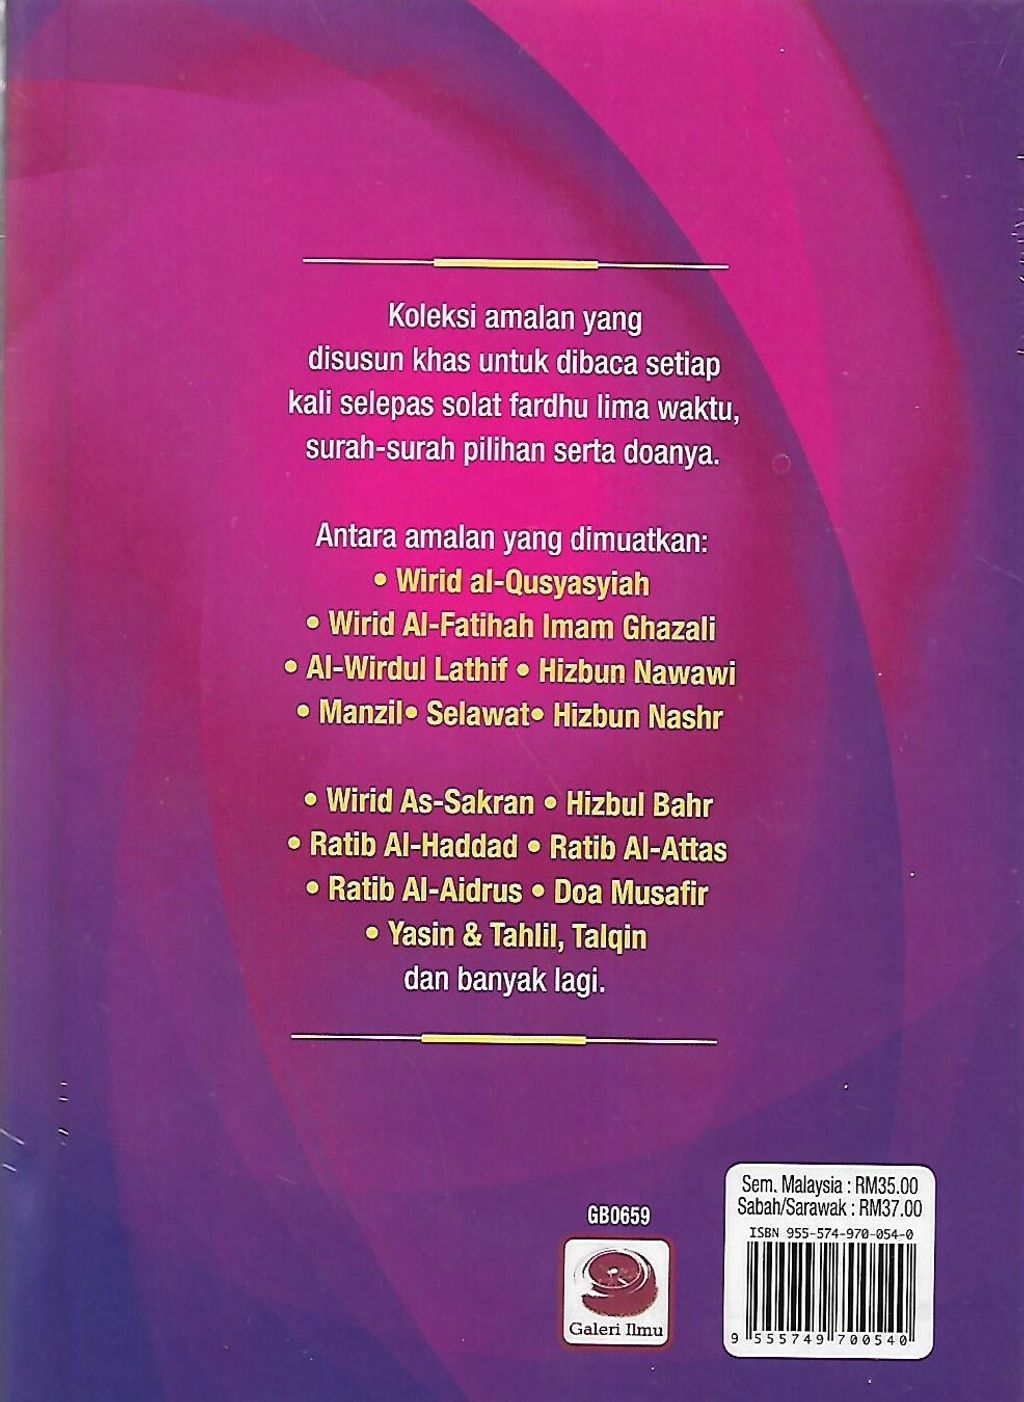 Koleksi amalan yang
disusun khas untuk dibaca setiap
kali selepas solat fardhu lima waktu,
surah-surah pilihan serta doanya.
Antara amalan yang dimuatkan:
• Wirid al-Qusyasyiah
• Wirid Al-Fatihah Imam Ghazali
• Al-Wirdul Lathif • Hizbun Nawawi
• Manzil• Selawat• Hizbun Nashr
• Wirid As-Sakran • Hizbul Bahr
• Ratib Al-Haddad • Ratib Al-Attas
• Ratib Al-Aidrus • Doa Musafir
• Yasin & Tahlil, Talqin
dan banyak lagi.
GB0659
Galeri Ilmu
Sem. Malaysia : RM35.00
Sabah/Sarawak : RM37.00
ISBN 955-574-970-054-0
9 555749 700540